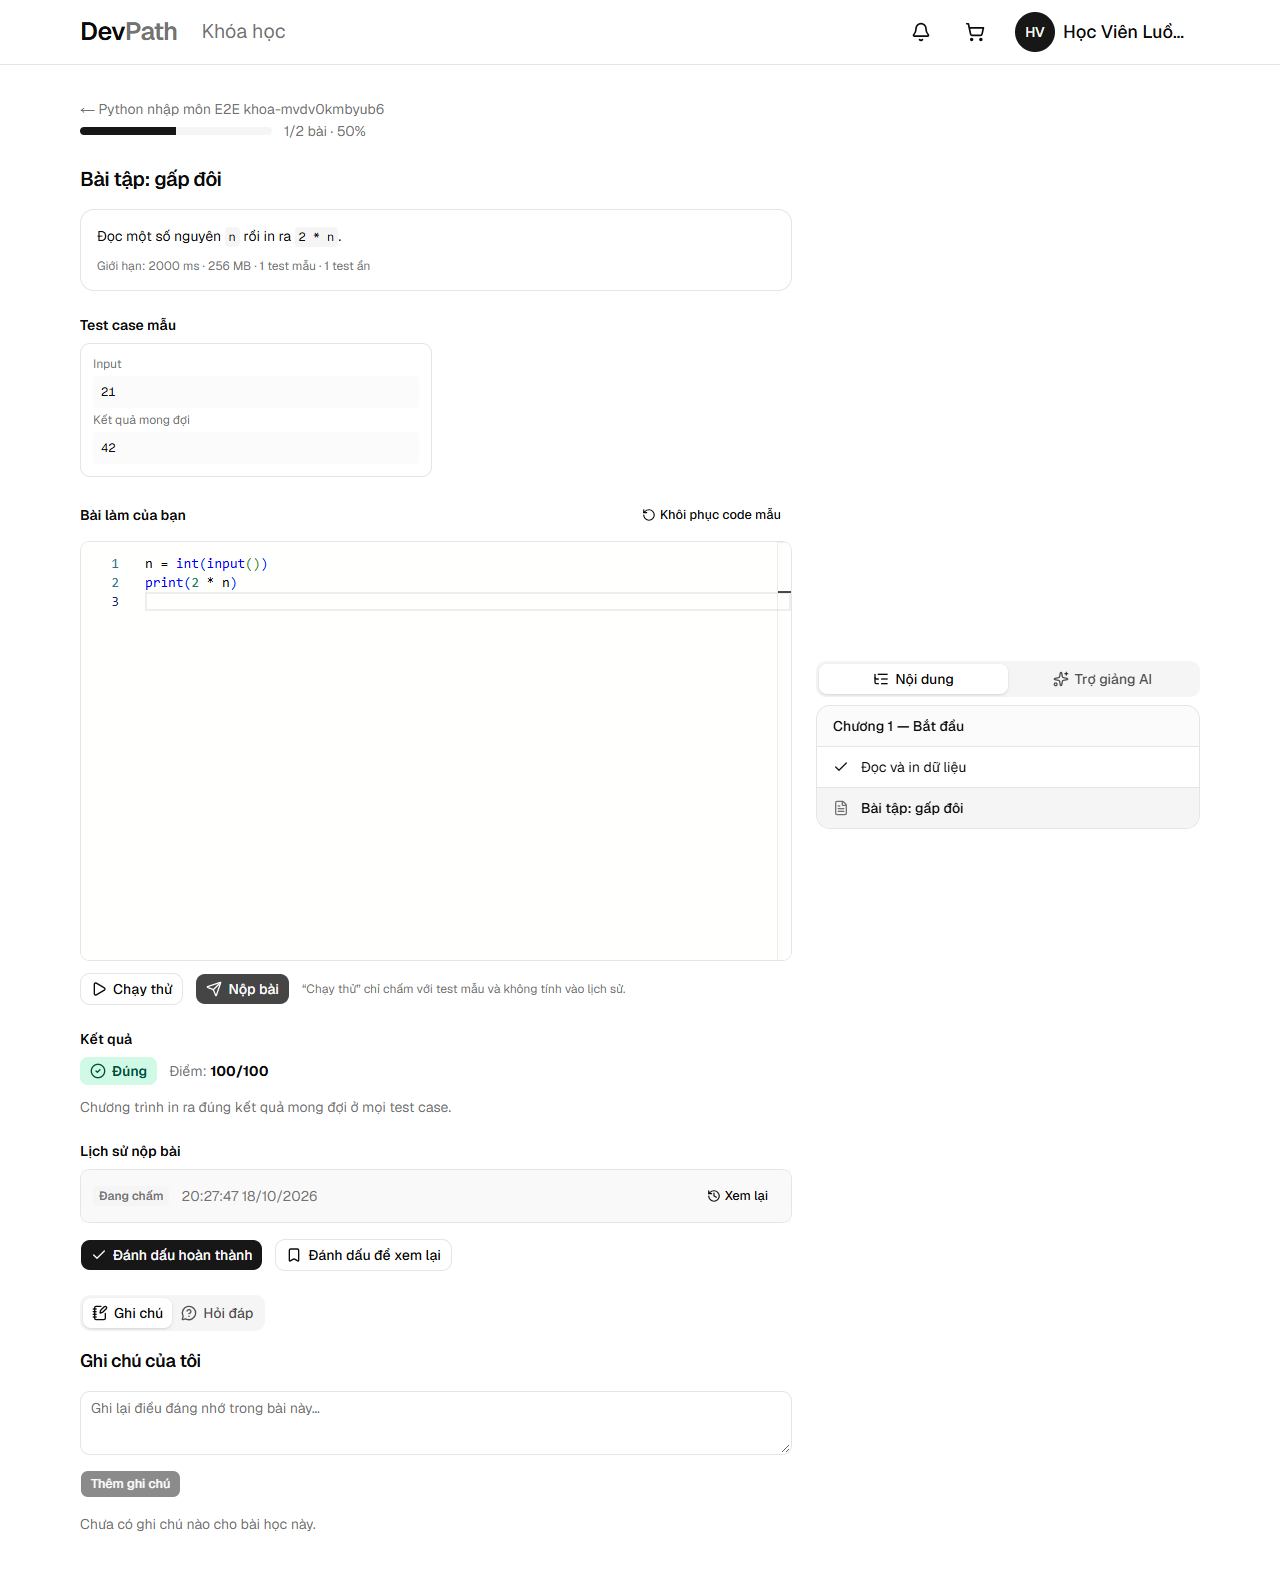 DevPath Khóa học
HV Học Viên Luồ...
← Python nhập môn E2E khoa-mvdv0kmbyub6
1/2 bài · 50%
Bài tập: gấp đôi
Đọc một số nguyên n rồi in ra 2 * n.
Giới hạn: 2000 ms · 256 MB · 1 test mẫu · 1 test ẩn
Test case mẫu
Input
21
Kết quả mong đợi
42
Bài làm của bạn
Khôi phục code mẫu
1 n = int(input())
2 print(2 * n)
3
Nội dung
Trợ giảng AI
Chương 1 — Bắt đầu
Đọc và in dữ liệu
Bài tập: gấp đôi
Chạy thử
Nộp bài
“Chạy thử” chỉ chấm với test mẫu và không tính vào lịch sử.
Kết quả
Đúng
Điểm: 100/100
Chương trình in ra đúng kết quả mong đợi ở mọi test case.
Lịch sử nộp bài
Đang chấm 20:27:47 18/10/2026
Xem lại
Đánh dấu hoàn thành
Đánh dấu để xem lại
Ghi chú
Hỏi đáp
Ghi chú của tôi
Ghi lại điều đáng nhớ trong bài này...
Thêm ghi chú
Chưa có ghi chú nào cho bài học này.